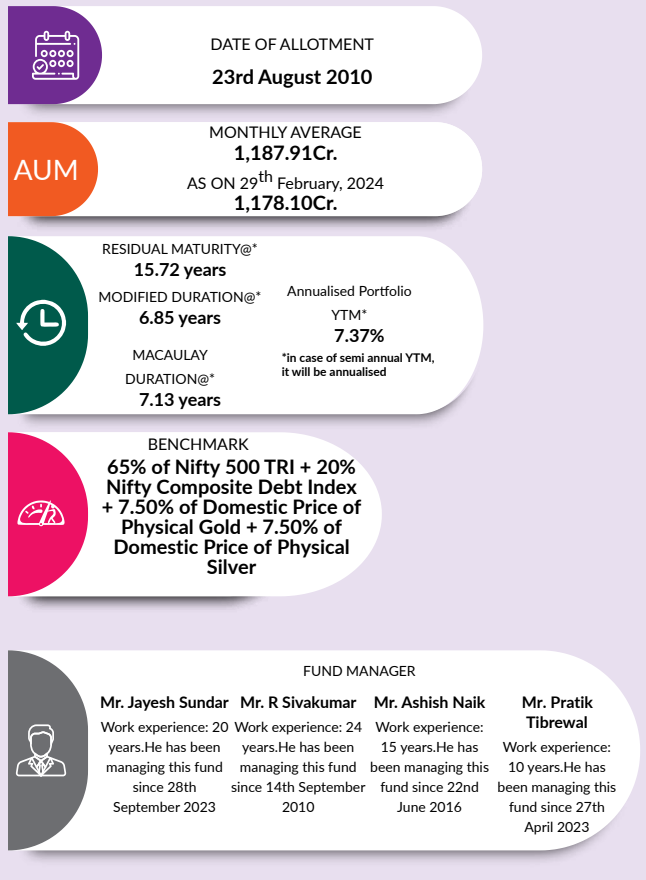 DATE OF ALLOTMENT
23rd August 2010
AUM
MONTHLY AVERAGE
1,187.91Cr.
AS ON 29th February, 2024
1,178.10Cr.
RESIDUAL MATURITY@*
15.72 years
MODIFIED DURATION@*
6.85 years
MACAULAY
DURATION@*
7.13 years
Annualised Portfolio
YTM*
7.37%
*in case of semi annual YTM,
it will be annualised
BENCHMARK
65% of Nifty 500 TRI + 20%
Nifty Composite Debt Index
+ 7.50% of Domestic Price of
Physical Gold + 7.50% of
Domestic Price of Physical
Silver
FUND MANAGER
Mr. Jayesh Sundar
Work experience: 20
years.He has been
managing this fund
since 28th
September 2023
Mr. R Sivakumar
Work experience: 24
years.He has been
managing this fund
since 14th September
2010
Mr. Ashish Naik
Work experience:
15 years.He has
been managing this
fund since 22nd
June 2016
Mr. Pratik
Tibrewal
Work experience:
10 years.He has
been managing this
fund since 27th
April 2023